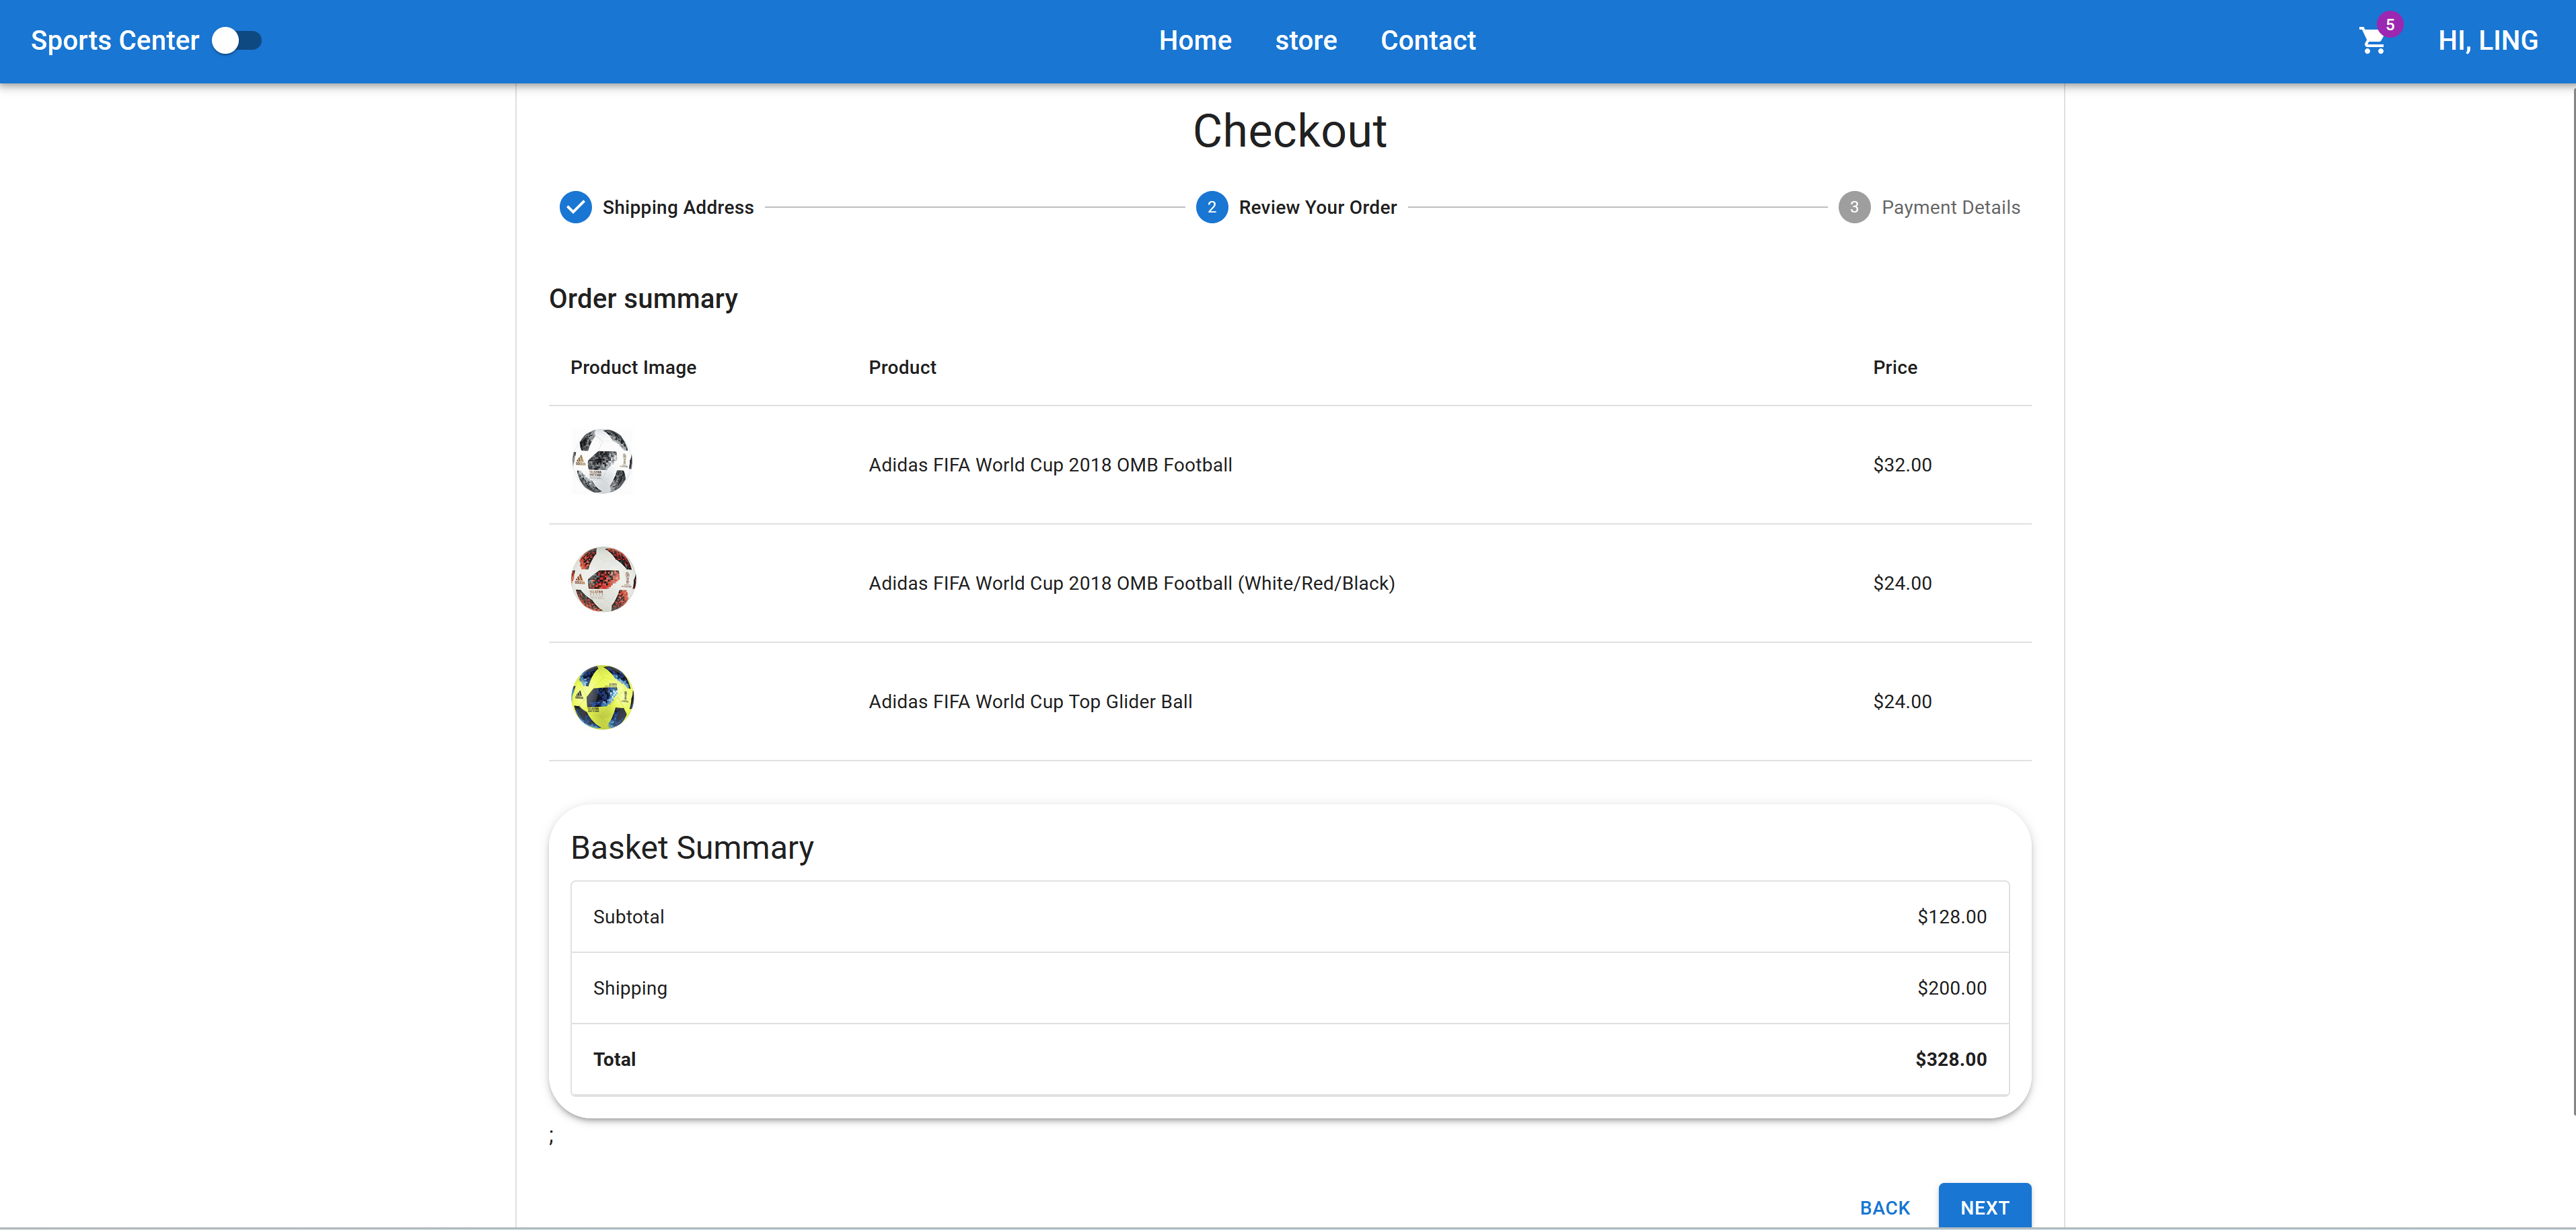 Sports Center Home store Contact 5 HI, LING
Checkout
Shipping Address 2 Review Your Order 3 Payment Details
Order summary
Product Image Product Price
Adidas FIFA World Cup 2018 OMB Football $32.00
Adidas FIFA World Cup 2018 OMB Football (White/Red/Black) $24.00
Adidas FIFA World Cup Top Glider Ball $24.00
Basket Summary
Subtotal $128.00
Shipping $200.00
Total $328.00
;
BACK NEXT